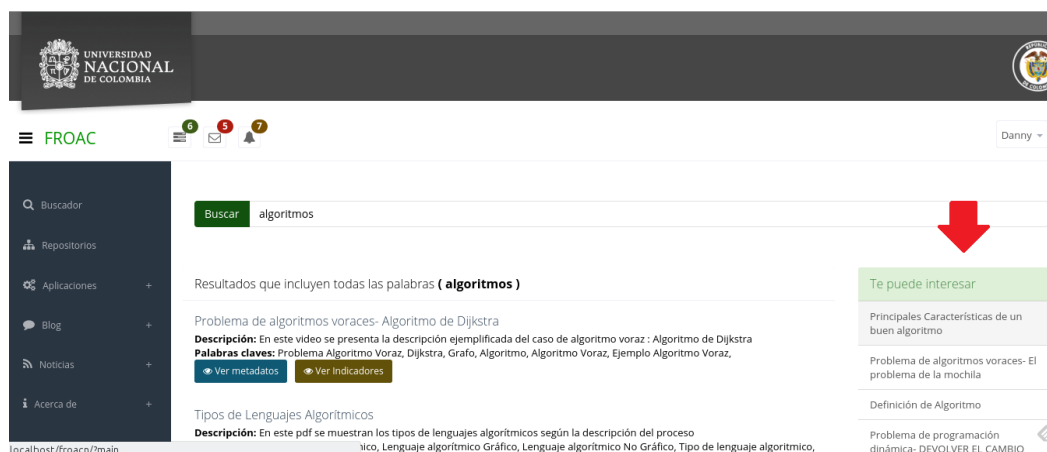 UNIVERSIDAD
NACIONAL
DE COLOMBIA
FROAC
6
5
7
Danny
Buscador
Repositorios
Aplicaciones +
Blog +
Noticias +
Acerca de +
localhost/froacn/?main
Buscar algoritmos
Resultados que incluyen todas las palabras ( algoritmos )
Problema de algoritmos voraces- Algoritmo de Dijkstra
Descripción: En este video se presenta la descripción ejemplificada del caso de algoritmo voraz : Algoritmo de Dijkstra
Palabras claves: Problema Algoritmo Voraz, Dijkstra, Grafo, Algoritmo, Algoritmo Voraz, Ejemplo Algoritmo Voraz,
Ver metadatos Ver Indicadores
Tipos de Lenguajes Algorítmicos
Descripción: En este pdf se muestran los tipos de lenguajes algorítmicos según la descripción del proceso
Lenguaje algorítmico Gráfico, Lenguaje algorítmico No Gráfico, Tipo de lenguaje algoritmico,
Te puede interesar
Principales Características de un
buen algoritmo
Problema de algoritmos voraces- El
problema de la mochila
Definición de Algoritmo
Problema de programación
dinámica- DEVOLVER EL CAMBIO